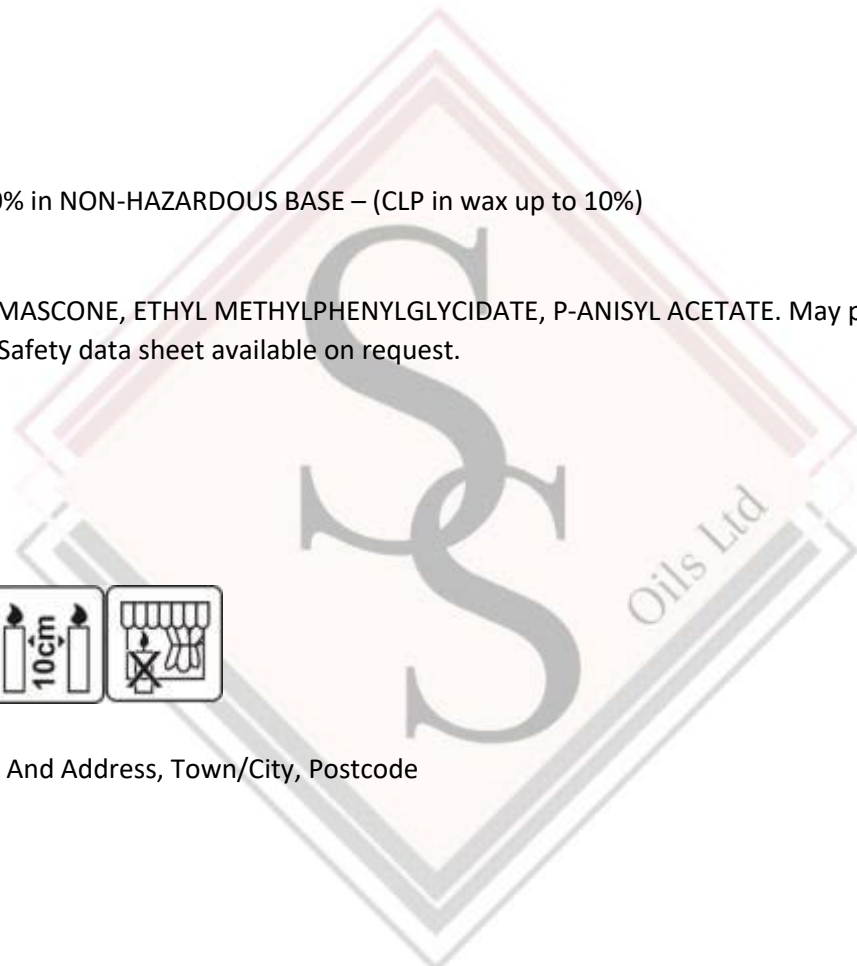 0% in NON-HAZARDOUS BASE – (CLP in wax up to 10%)
MASCONE, ETHYL METHYLPHENYLGLYCIDATE, P-ANISYL ACETATE. May p
Safety data sheet available on request.
SS
Oils Ltd
10cm
And Address, Town/City, Postcode